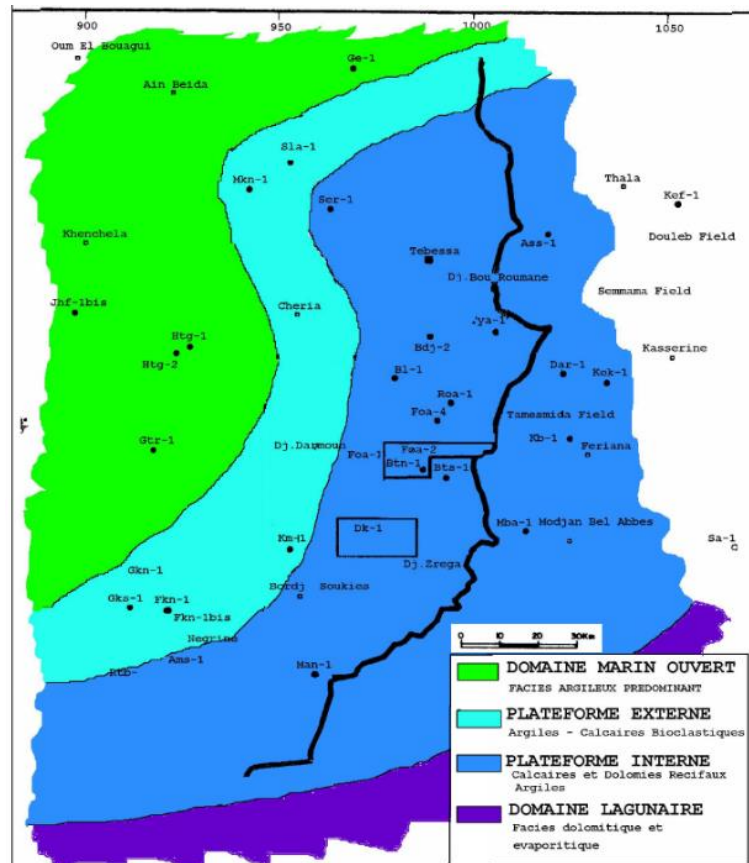 900 950 1000 1050
Oum El Bouagui
Ge-1
Ain Beida
Sla-1
Mkn-1
Thala
Kef-1
Ser-1
Khenchela
Ass-1
Douleb Field
Tebessa
Dj.Bou Roumane
Semmama Field
Jhf-1bis
Cheria
Htg-1
Htg-2
Bdj-2
Kasserine
Bl-1
Dar-1
Kok-1
Roa-1
Foa-4
Tamesmida Field
Gtr-1
Dj.Darmoun
Foa-1
Foa-2
Kb-1
Feriana
Btn-1
Bts-1
Dk-1
Mba-1
Modjan Bel Abbes
Km-1
Sa-1
Gkn-1
Dj.Zrega
Bordj Soukies
Gks-1
Fkn-1
Fkn-1bis
Negrine
Ams-1
Rtb-
Man-1
0 10 20 30Km
DOMAINE MARIN OUVERT
FACIES ARGILEUX PREDOMINANT
PLATEFORME EXTERNE
Argiles - Calcaires Bioclastiques
PLATEFORME INTERNE
Calcaires et Dolomies Recifaux
Argiles
DOMAINE LAGUNAIRE
Facies dolomitique et
evaporitique